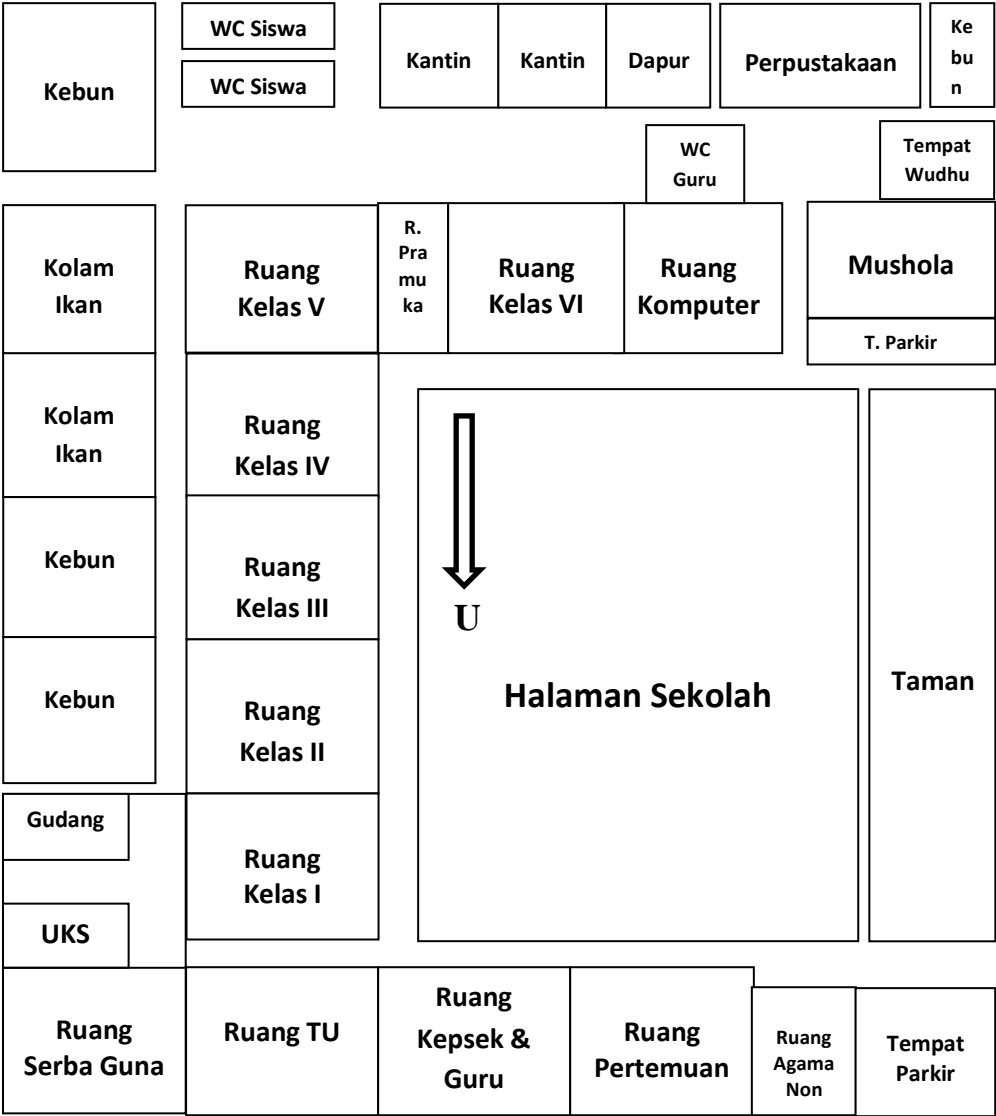 Kebun
WC Siswa
WC Siswa
Kantin
Kantin
Dapur
Perpustakaan
Ke
bu
n
WC
Guru
Tempat
Wudhu
Kolam
Ikan
Ruang
Kelas V
R.
Pra
mu
ka
Ruang
Kelas VI
Ruang
Komputer
Mushola
T. Parkir
Kolam
Ikan
Ruang
Kelas IV
U
Kebun
Ruang
Kelas III
Halaman Sekolah
Taman
Kebun
Ruang
Kelas II
Gudang
Ruang
Kelas I
UKS
Ruang
Serba Guna
Ruang TU
Ruang
Kepsek &
Guru
Ruang
Pertemuan
Ruang
Agama
Non
Tempat
Parkir